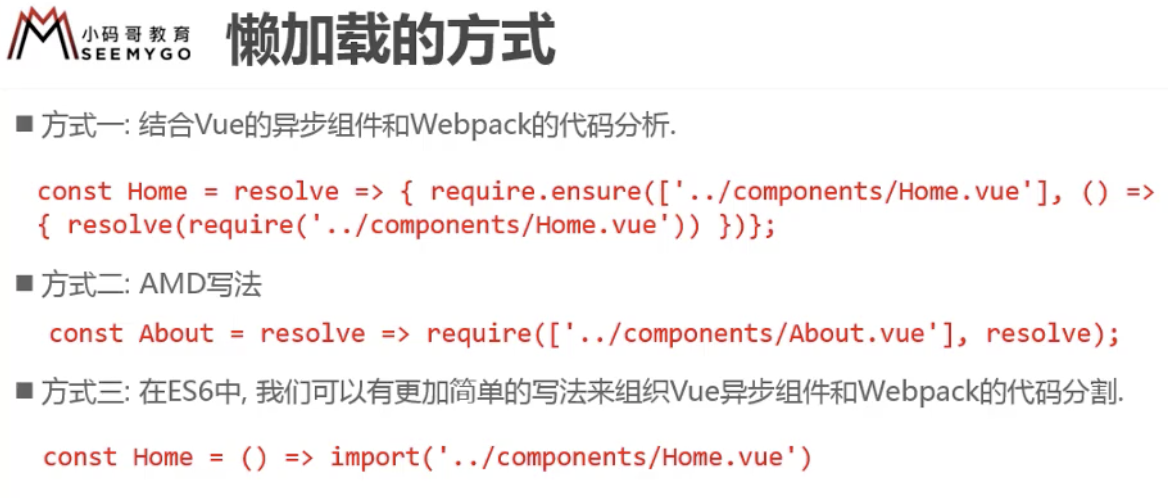 小码哥教育
SEEMYGO
懒加载的方式
■ 方式一: 结合Vue的异步组件和Webpack的代码分析.
const Home = resolve => { require.ensure(['../components/Home.vue'], () =>
{ resolve(require('../components/Home.vue')) })};
■ 方式二: AMD写法
const About = resolve => require(['../components/About.vue'], resolve);
■ 方式三: 在ES6中, 我们可以有更加简单的写法来组织Vue异步组件和Webpack的代码分割.
const Home = () => import('../components/Home.vue')